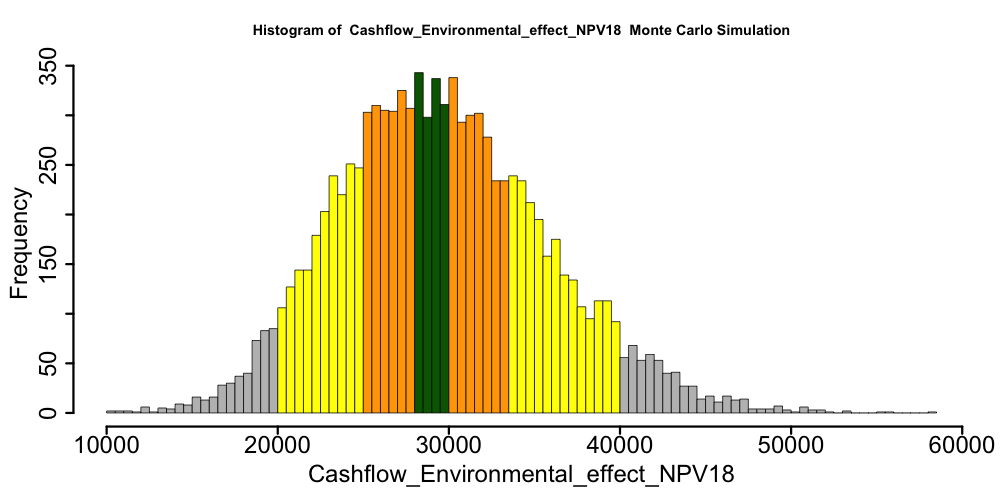 Histogram of  Cashflow_Environmental_effect_NPV18  Monte Carlo Simulation
Frequency
350
250
150
50
0
10000 20000 30000 40000 50000 60000
Cashflow_Environmental_effect_NPV18